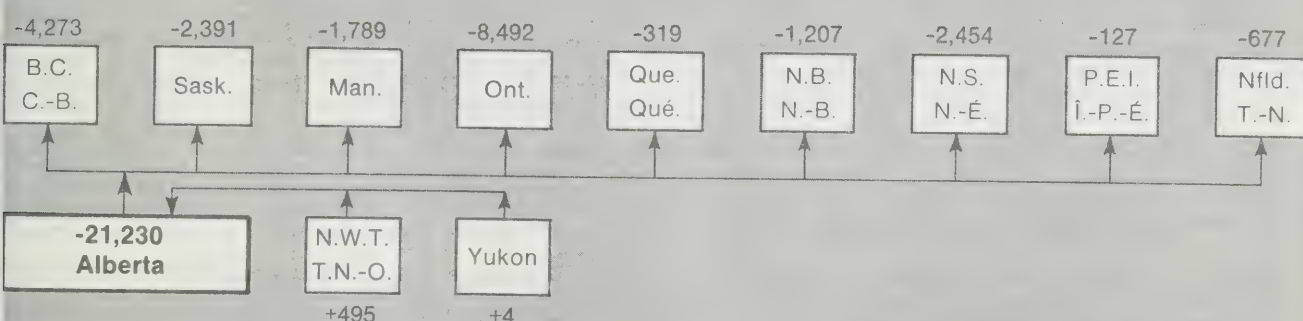 -4,273
-2,391
-1,789
-8,492
-319
-1,207
-2,454
-127
-677
B.C.
C.-B.
Sask.
Man.
Ont.
Que.
Qué.
N.B.
N.-B.
N.S.
N.-É.
P.E.I.
Î.-P.-É.
Nfld.
T.-N.
-21,230
Alberta
N.W.T.
T.N.-O.
Yukon
+495
+4